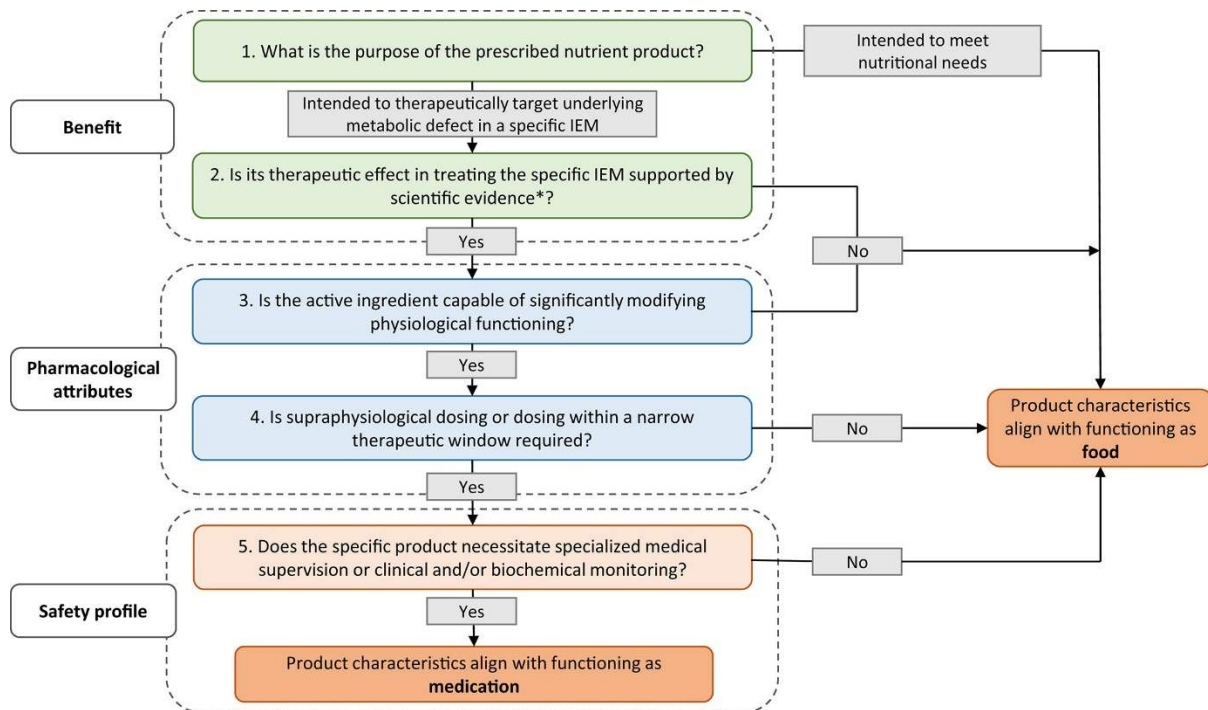 1. What is the purpose of the prescribed nutrient product?
Intended to meet
nutritional needs
Intended to therapeutically target underlying
metabolic defect in a specific IEM
Benefit
2. Is its therapeutic effect in treating the specific IEM supported by
scientific evidence*?
Yes
No
3. Is the active ingredient capable of significantly modifying
physiological functioning?
Yes
Pharmacological
attributes
4. Is supraphysiological dosing or dosing within a narrow
therapeutic window required?
No
Product characteristics
align with functioning as
food
Yes
5. Does the specific product necessitate specialized medical
supervision or clinical and/or biochemical monitoring?
No
Yes
Safety profile
Product characteristics align with functioning as
medication